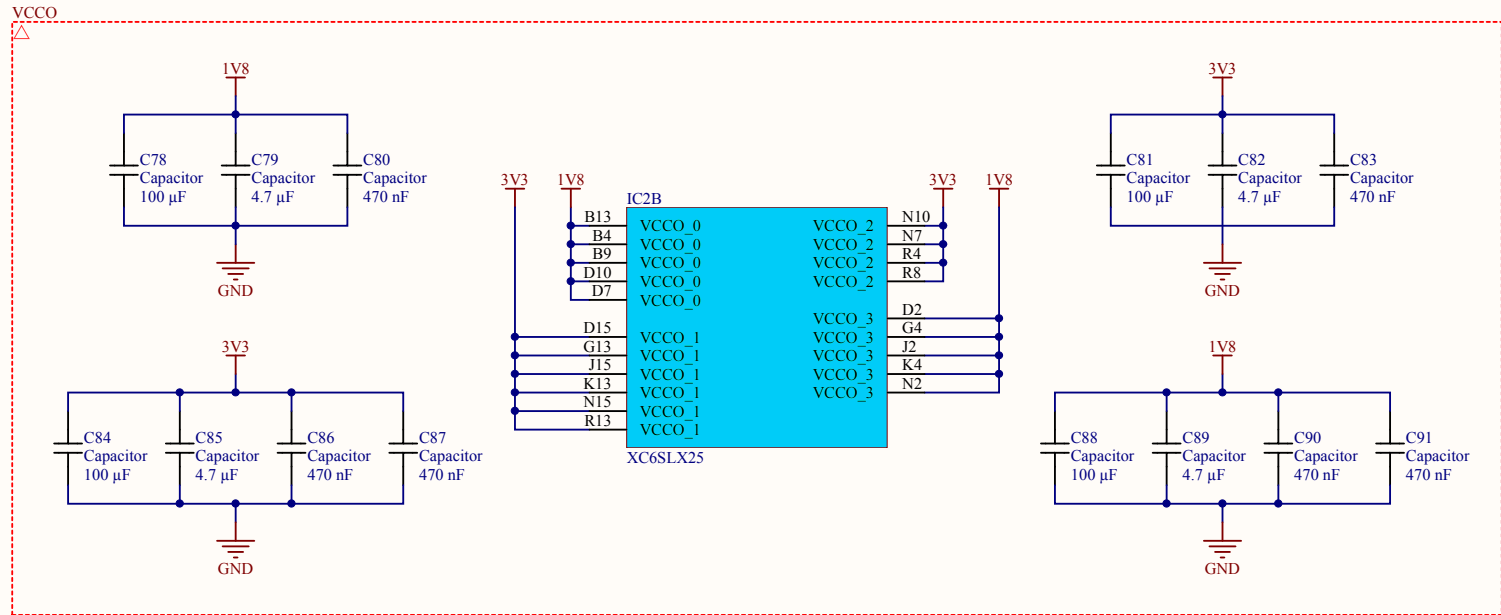 VCCO
1V8
C78
Capacitor
100 µF
C79
Capacitor
4.7 µF
C80
Capacitor
470 nF
GND
3V3
C84
Capacitor
100 µF
C85
Capacitor
4.7 µF
C86
Capacitor
470 nF
C87
Capacitor
470 nF
GND
3V3
1V8
IC2B
B13 VCCO_0
B4 VCCO_0
B9 VCCO_0
D10 VCCO_0
D7 VCCO_0
D15 VCCO_1
G13 VCCO_1
J15 VCCO_1
K13 VCCO_1
N15 VCCO_1
R13 VCCO_1
3V3
1V8
VCCO_2 N10
VCCO_2 N7
VCCO_2 R4
VCCO_2 R8
VCCO_3 D2
VCCO_3 G4
VCCO_3 J2
VCCO_3 K4
VCCO_3 N2
XC6SLX25
3V3
C81
Capacitor
100 µF
C82
Capacitor
4.7 µF
C83
Capacitor
470 nF
GND
1V8
C88
Capacitor
100 µF
C89
Capacitor
4.7 µF
C90
Capacitor
470 nF
C91
Capacitor
470 nF
GND